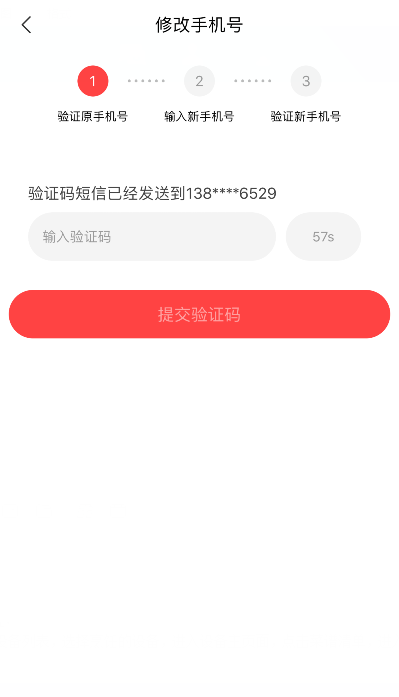 修改手机号
1 2 3
验证原手机号 输入新手机号 验证新手机号
验证码短信已经发送到138****6529
输入验证码 57s
提交验证码